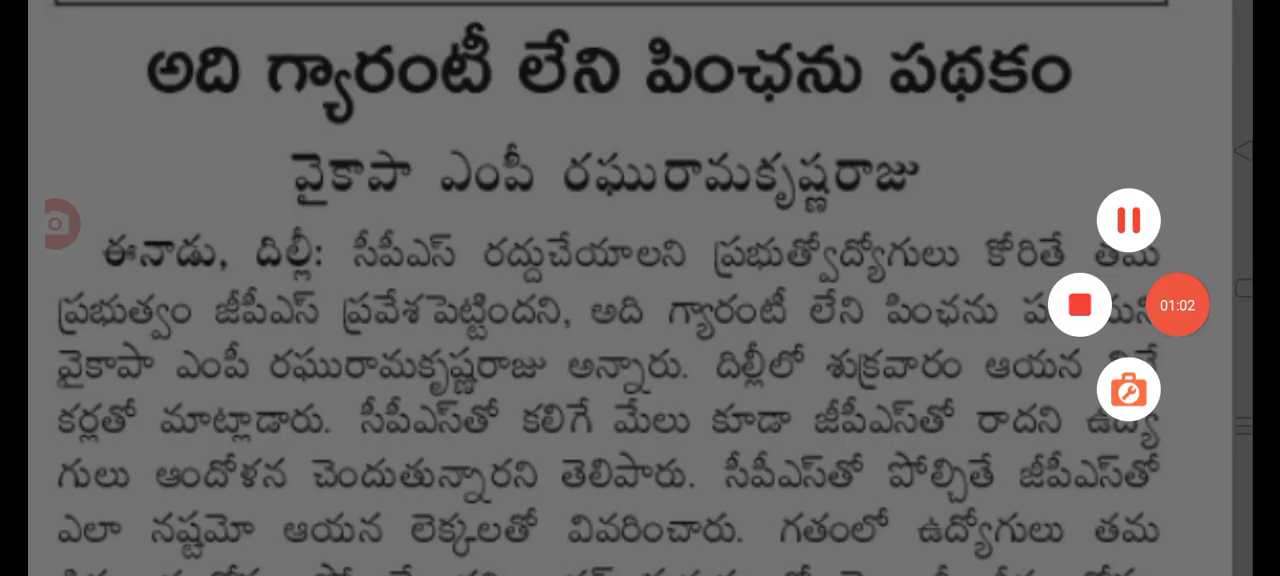 అది గ్యారంటీ లేని పింఛను పథకం
వైకాపా ఎంపీ రఘురామకృష్ణరాజు
ఈనాడు, దిల్లీ: సీపీఎస్ రద్దుచేయాలని ప్రభుత్వోద్యోగులు కోరితే తమ
ప్రభుత్వం జీపీఎస్ ప్రవేశపెట్టిందని, అది గ్యారంటీ లేని పింఛను
వైకాపా ఎంపీ రఘురామకృష్ణరాజు అన్నారు. దిల్లీలో శుక్రవారం ఆయన
కర్లతో మాట్లాడారు. సీపీఎస్‌తో కలిగే మేలు కూడా జీపీఎస్‌తో రాదని ఉద్యో
గులు ఆందోళన చెందుతున్నారని తెలిపారు. సీపీఎస్‌తో పోల్చితే జీపీఎస్‌తో
ఎలా నష్టమో ఆయన లెక్కలతో వివరించారు. గతంలో ఉద్యోగులు తమ
01:02